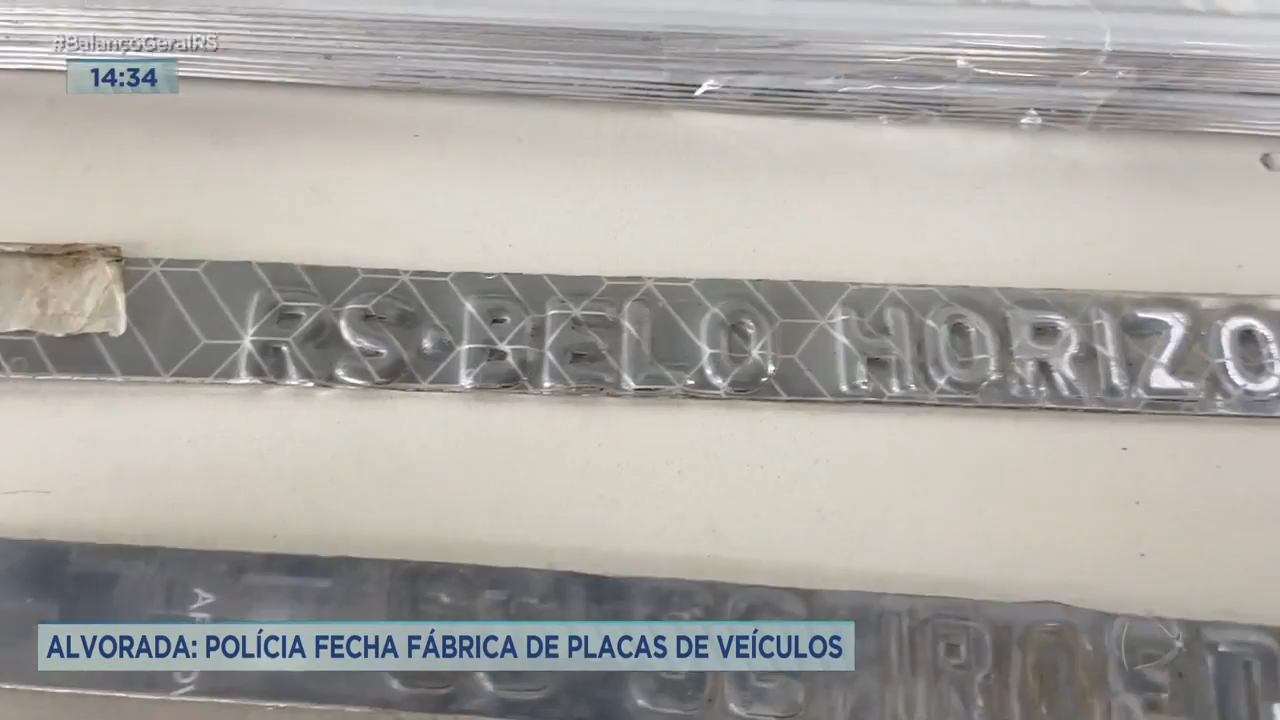 #BalançoGeralRS
14:34
RS·BELO HORIZO
ALVORADA: POLÍCIA FECHA FÁBRICA DE PLACAS DE VEÍCULOS